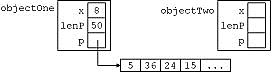 objectOne
x 8
lenP 50
p
objectTwo
x
lenP
p
5 36 24 15 ...